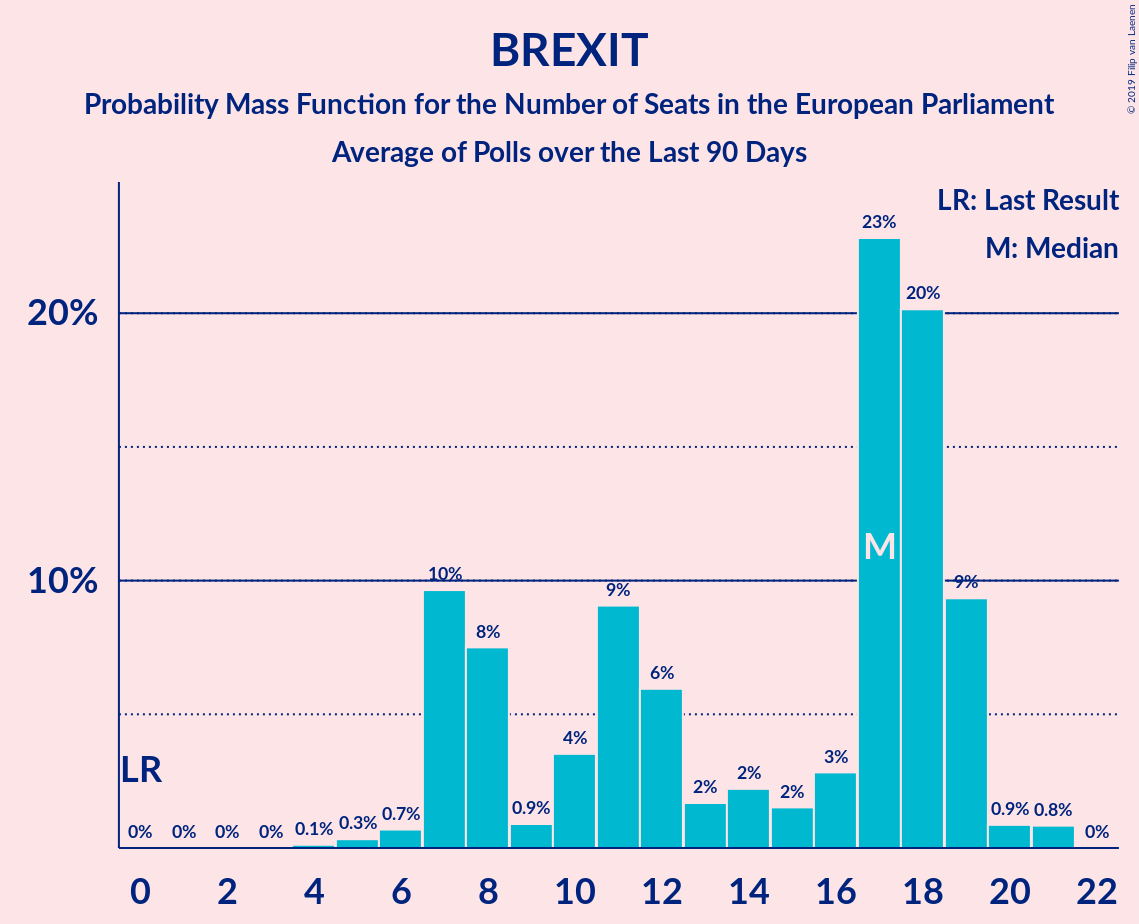 BREXIT
Probability Mass Function for the Number of Seats in the European Parliament
Average of Polls over the Last 90 Days
© 2019 Filip van Laenen
LR: Last Result
M: Median
20%
10%
LR
M
0%
0%
0%
0%
0.1%
0.3%
0.7%
10%
8%
0.9%
4%
9%
6%
2%
2%
2%
3%
23%
20%
9%
0.9%
0.8%
0%
0 2 4 6 8 10 12 14 16 18 20 22